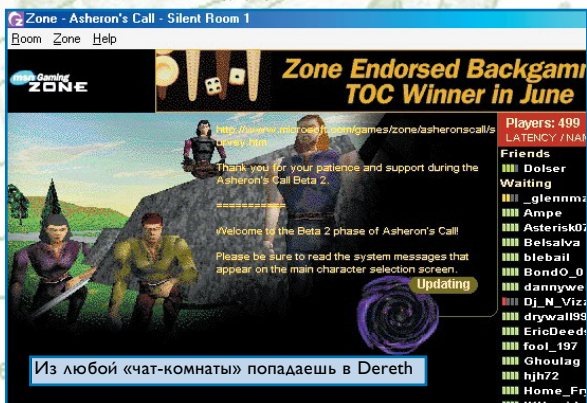 Zone - Asheron's Call - Silent Room 1
Room Zone Help
msn Gaming
ZONE
Zone Endorsed Backgamm
TOC Winner in June
http://www.microsoft.com/games/zone/asheronscall/s
Thank you for your patience and support during the
Asheron's Call Beta 2.
===========
Welcome to the Beta 2 phase of Asheron's Call!
Please be sure to read the system messages that
appear on the main character selection screen.
Updating
Players: 499
LATENCY / NAM
Friends
Dolser
Waiting
_glennmz
Ampe
Asterisk07
Belsalva
blebail
BondO_0
dannywe
Dj_N_Viza
drywall99
EricDeeds
fool_197
Ghoulag
hjh72
Home_Fr
Из любой «чат-комнаты» попадаешь в Dereth